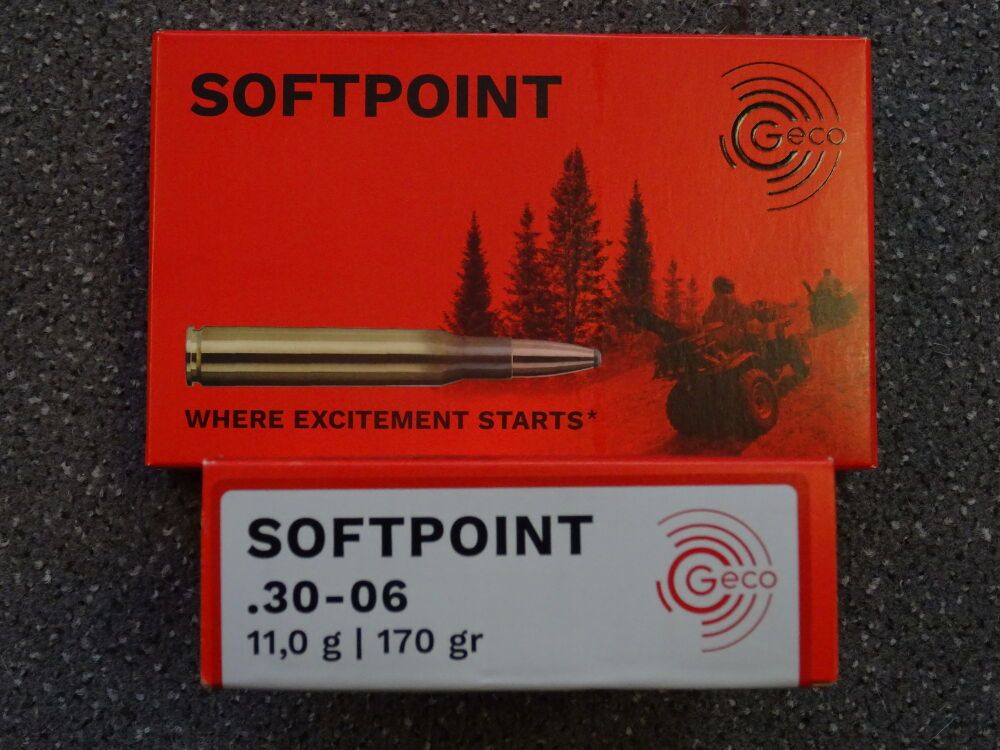 SOFTPOINT
Geco
WHERE EXCITEMENT STARTS*
SOFTPOINT
Geco
.30-06
11,0 g | 170 gr